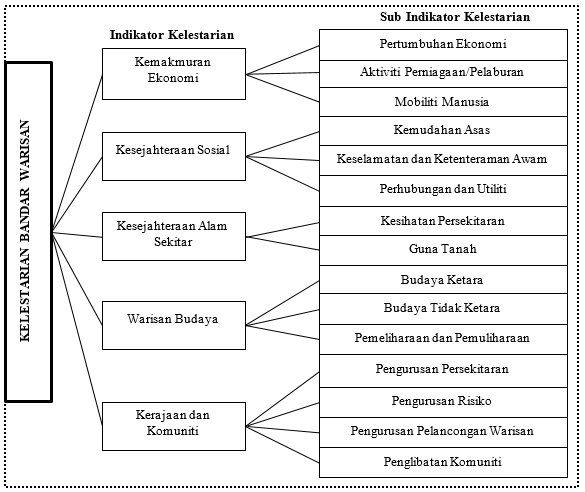 Sub Indikator Kelestarian
Indikator Kelestarian
KELESTARIAN BANDAR WARISAN
Kemakmuran
Ekonomi
Pertumbuhan Ekonomi
Aktiviti Perniagaan/Pelaburan
Mobiliti Manusia
Kesejahteraan Sosial
Kemudahan Asas
Keselamatan dan Ketenteraman Awam
Perhubungan dan Utiliti
Kesejahteraan Alam
Sekitar
Kesihatan Persekitaran
Guna Tanah
Warisan Budaya
Budaya Ketara
Budaya Tidak Ketara
Pemeliharaan dan Pemuliharaan
Kerajaan dan
Komuniti
Pengurusan Persekitaran
Pengurusan Risiko
Pengurusan Pelancongan Warisan
Penglibatan Komuniti